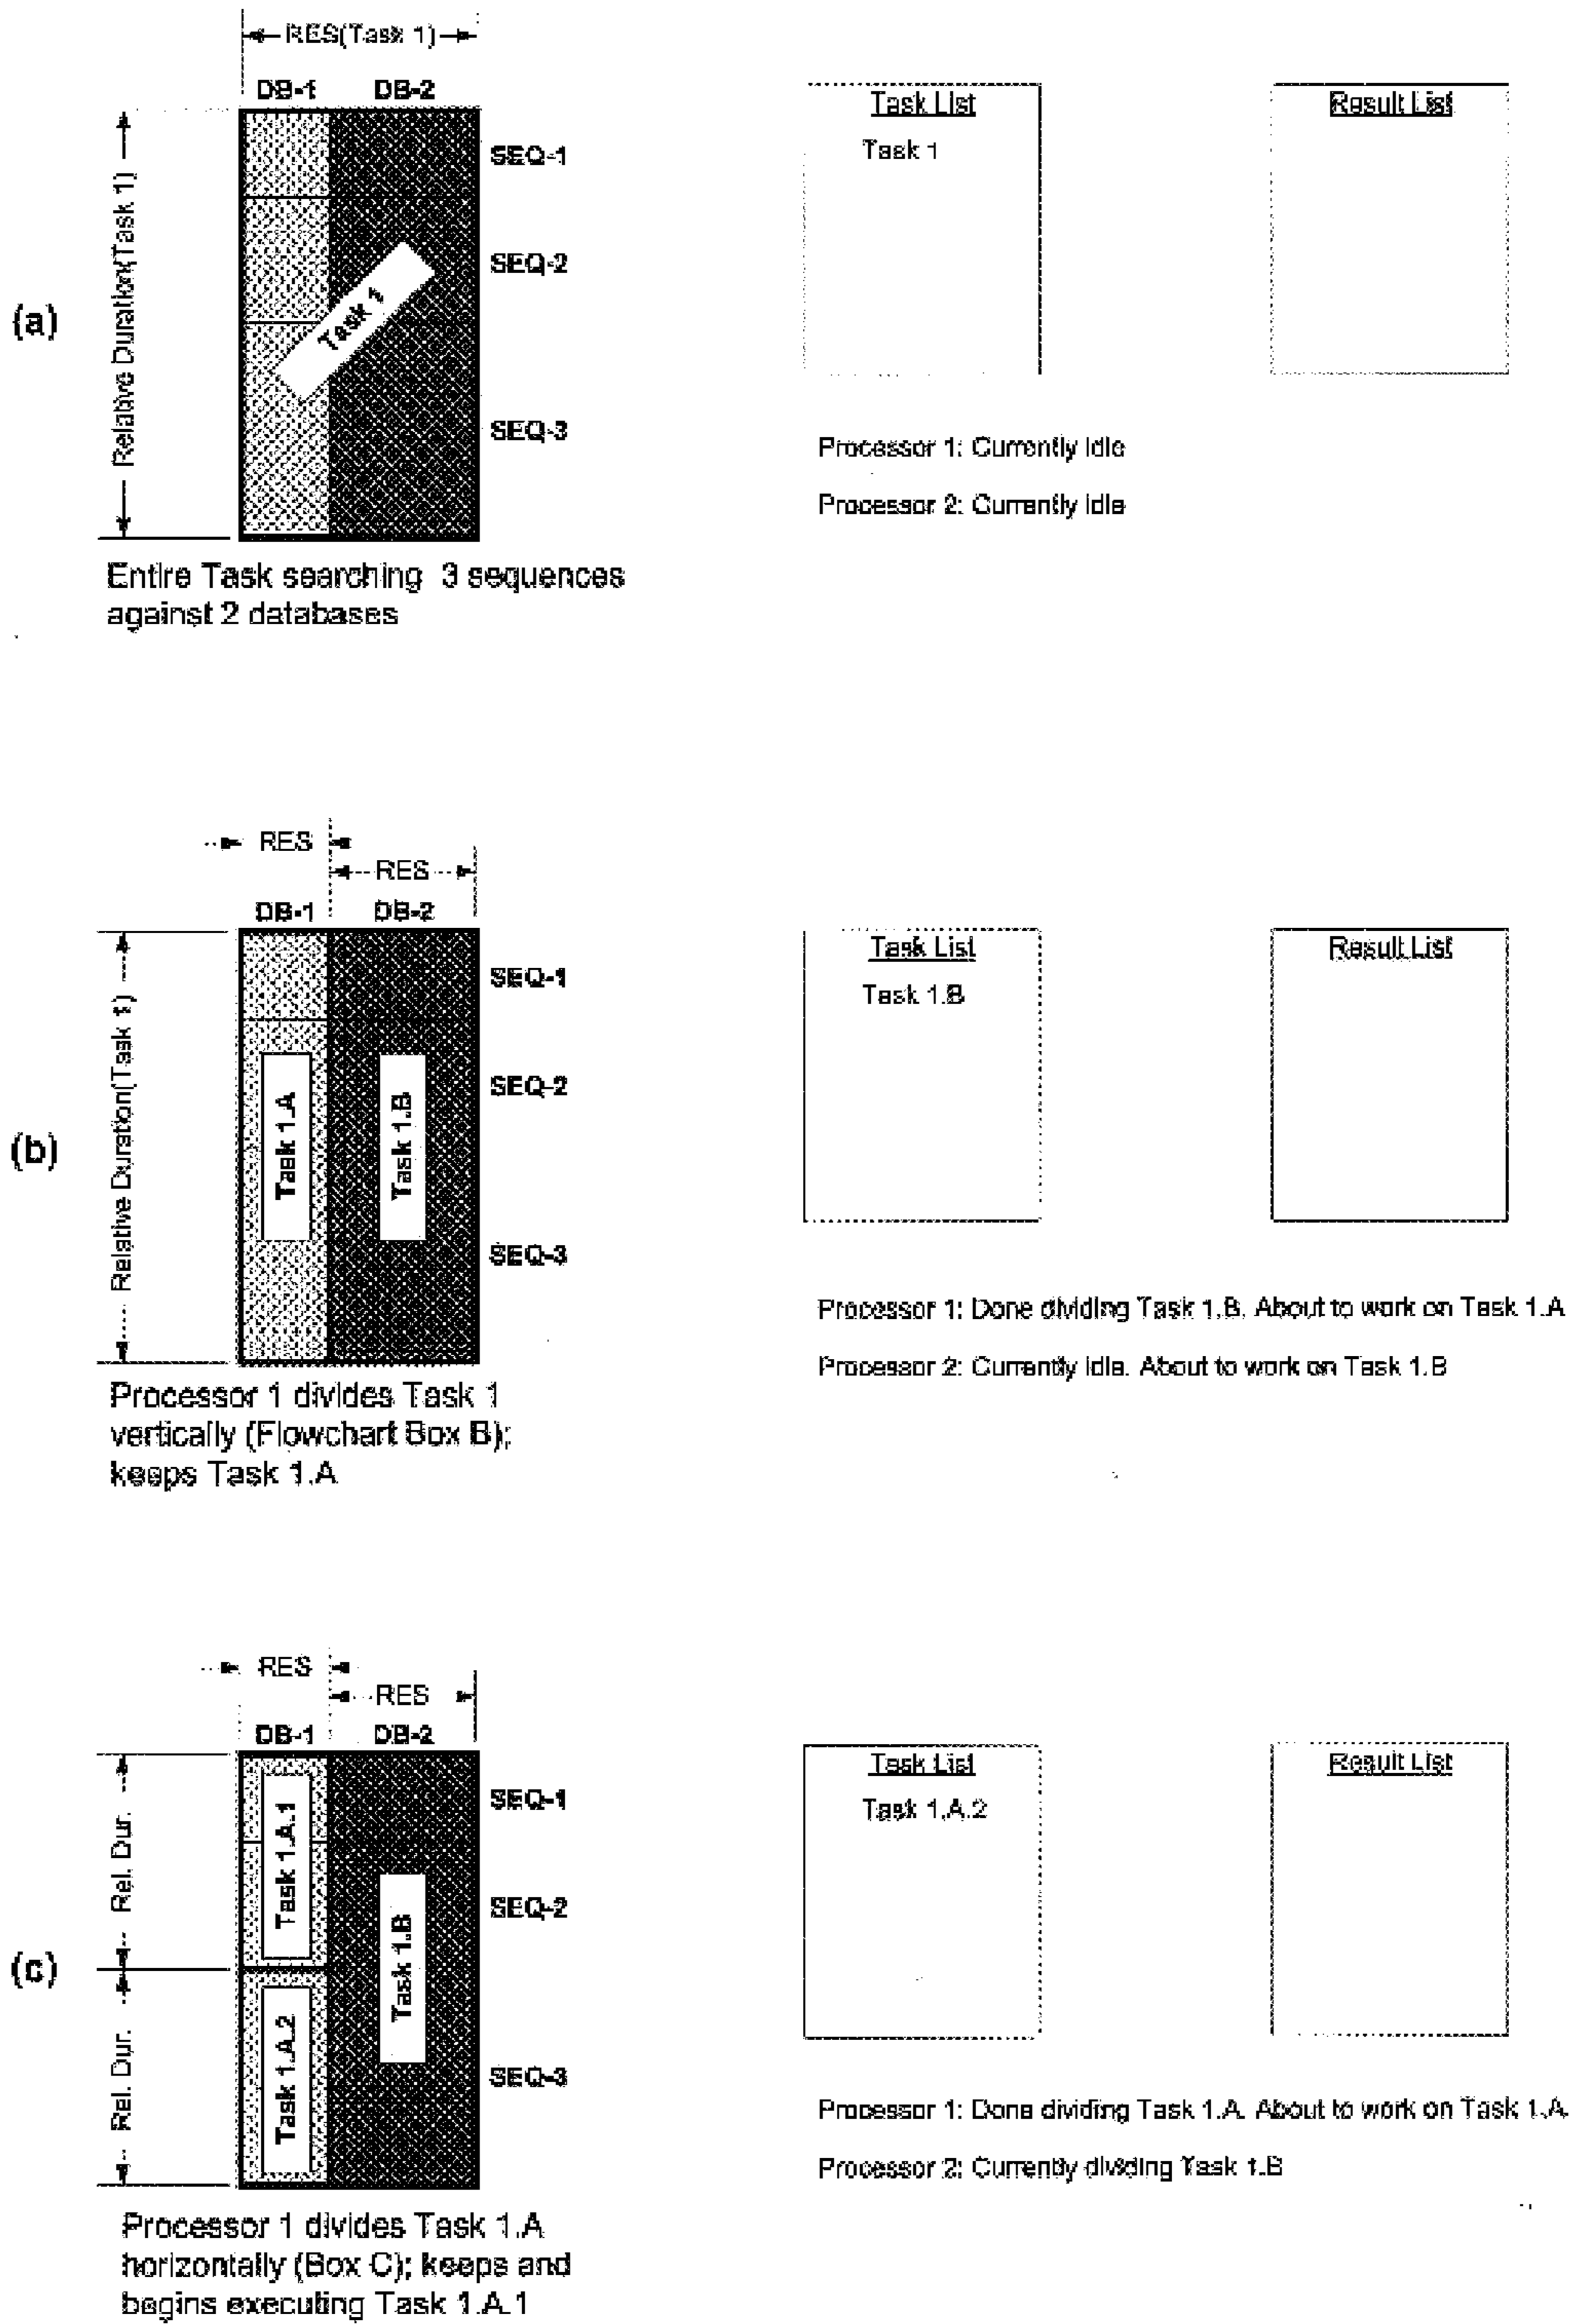 RES(Task 1)
DB-1 DB-2
Relative Duration(Task 1)
Task 1
SEQ-1
SEQ-2
SEQ-3
(a)
Entire Task searching 3 sequences
against 2 databases
Task List
Task 1
Result List
Processor 1: Currently Idle
Processor 2: Currently Idle
RES
RES
DB-1 DB-2
Relative Duration(Task 1)
Task 1.A
Task 1.B
SEQ-1
SEQ-2
SEQ-3
(b)
Processor 1 divides Task 1
vertically (Flowchart Box B);
keeps Task 1.A
Task List
Task 1.B
Result List
Processor 1: Done dividing Task 1.B. About to work on Task 1.A
Processor 2: Currently Idle. About to work on Task 1.B
RES
RES
DB-1 DB-2
Rel. Dur.
Rel. Dur.
Task 1.A.1
Task 1.A.2
Task 1.B
SEQ-1
SEQ-2
SEQ-3
(c)
Processor 1 divides Task 1.A
horizontally (Box C); keeps and
begins executing Task 1.A.1
Task List
Task 1.A.2
Result List
Processor 1: Done dividing Task 1.A. About to work on Task 1.A
Processor 2: Currently dividing Task 1.B